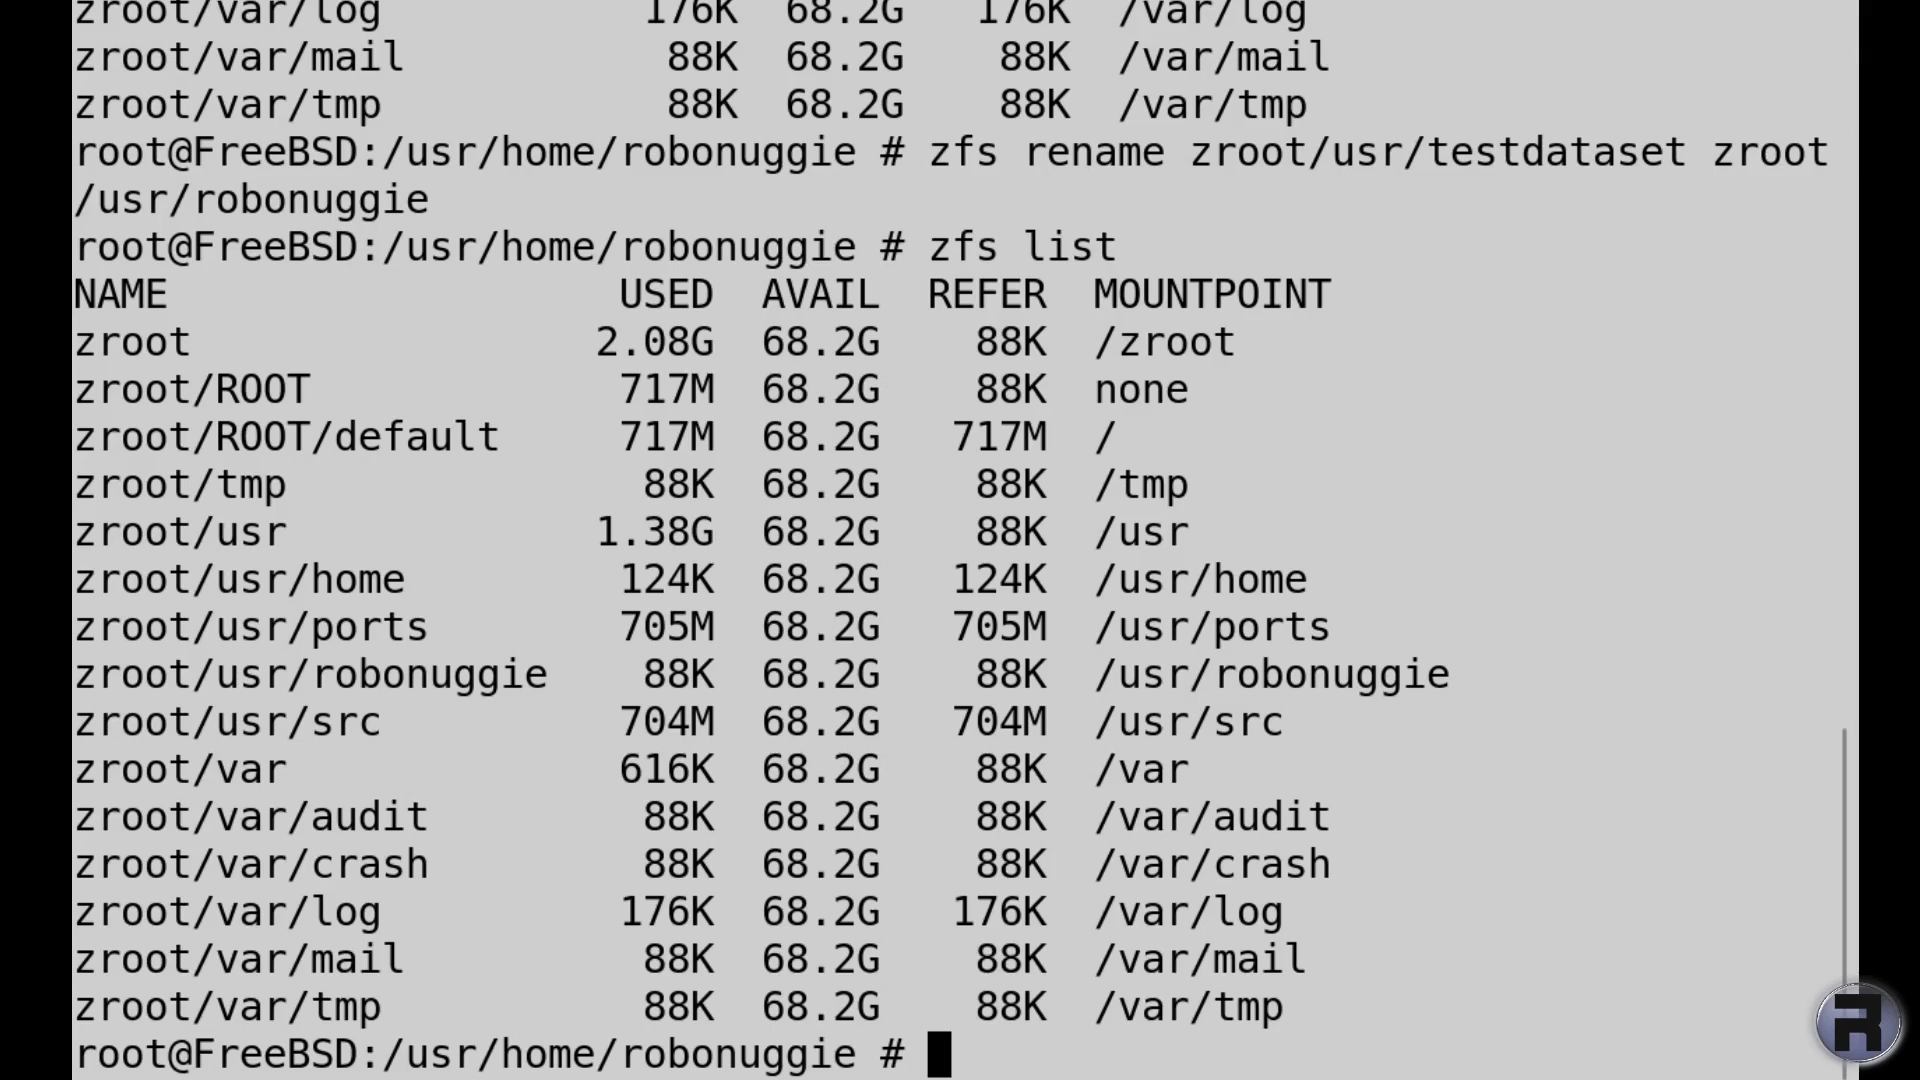 zroot/var/log 176K 68.2G 176K /var/log
zroot/var/mail 88K 68.2G 88K /var/mail
zroot/var/tmp 88K 68.2G 88K /var/tmp
root@FreeBSD:/usr/home/robonuggie # zfs rename zroot/usr/testdataset zroot
/usr/robonuggie
root@FreeBSD:/usr/home/robonuggie # zfs list
NAME USED AVAIL REFER MOUNTPOINT
zroot 2.08G 68.2G 88K /zroot
zroot/ROOT 717M 68.2G 88K none
zroot/ROOT/default 717M 68.2G 717M /
zroot/tmp 88K 68.2G 88K /tmp
zroot/usr 1.38G 68.2G 88K /usr
zroot/usr/home 124K 68.2G 124K /usr/home
zroot/usr/ports 705M 68.2G 705M /usr/ports
zroot/usr/robonuggie 88K 68.2G 88K /usr/robonuggie
zroot/usr/src 704M 68.2G 704M /usr/src
zroot/var 616K 68.2G 88K /var
zroot/var/audit 88K 68.2G 88K /var/audit
zroot/var/crash 88K 68.2G 88K /var/crash
zroot/var/log 176K 68.2G 176K /var/log
zroot/var/mail 88K 68.2G 88K /var/mail
zroot/var/tmp 88K 68.2G 88K /var/tmp
root@FreeBSD:/usr/home/robonuggie #
R